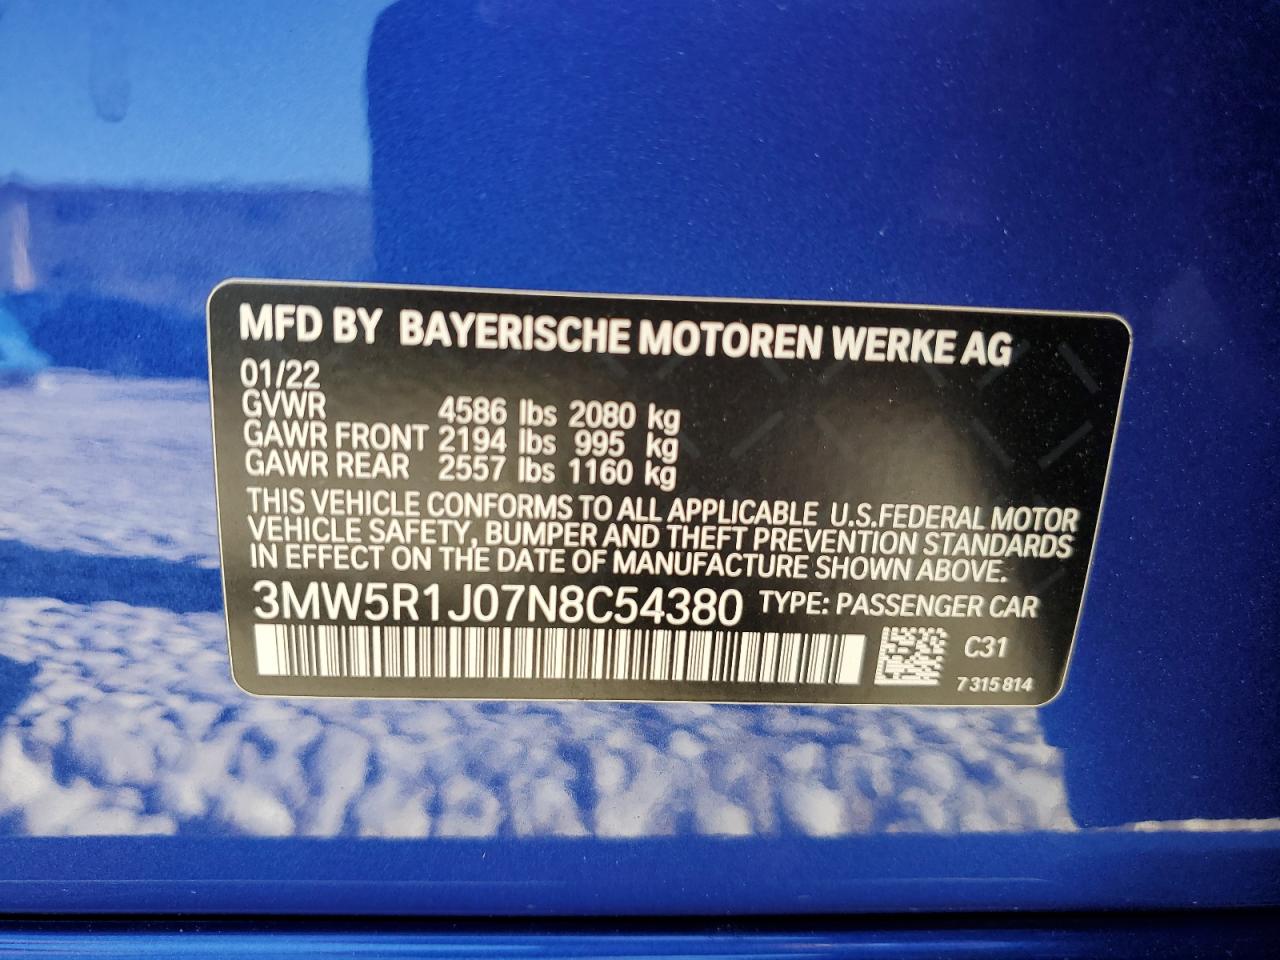 MFD BY BAYERISCHE MOTOREN WERKE AG
01/22
GVWR 4586 lbs 2080 kg
GAWR FRONT 2194 lbs 995 kg
GAWR REAR 2557 lbs 1160 kg
THIS VEHICLE CONFORMS TO ALL APPLICABLE U.S.FEDERAL MOTOR
VEHICLE SAFETY, BUMPER AND THEFT PREVENTION STANDARDS
IN EFFECT ON THE DATE OF MANUFACTURE SHOWN ABOVE.
3MW5R1J07N8C54380 TYPE: PASSENGER CAR
C31
7 315 814